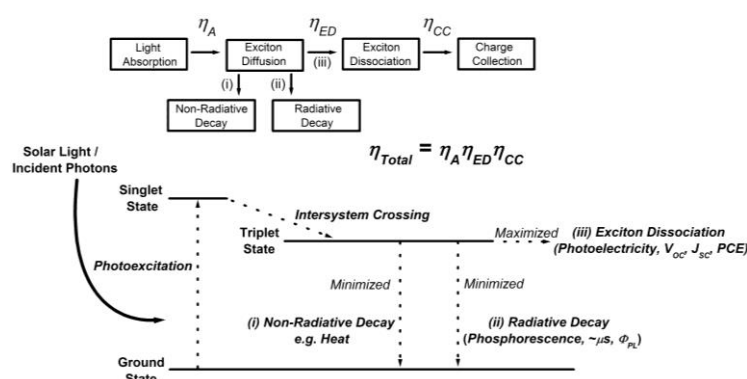 η_A
η_ED
η_CC
Light
Absorption
Exciton
Diffusion
(iii)
Exciton
Dissociation
Charge
Collection
(i)
(ii)
Non-Radiative
Decay
Radiative
Decay
η_Total = η_A η_ED η_CC
Solar Light /
Incident Photons
Singlet
State
Intersystem Crossing
Triplet
State
Maximized
(iii) Exciton Dissociation
(Photoelectricity, V_OC, J_SC, PCE)
Photoexcitation
Minimized
Minimized
(i) Non-Radiative Decay
e.g. Heat
(ii) Radiative Decay
(Phosphorescence, ~μs, Φ_PL)
Ground
State